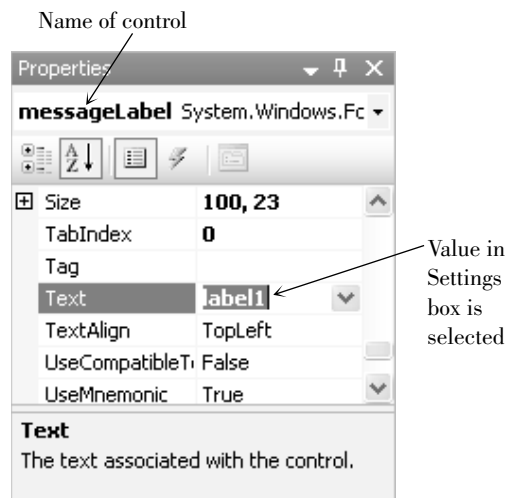 Name of control
Properties
messageLabel System.Windows.Fc
Size 100, 23
TabIndex 0
Tag
Text label1
TextAlign TopLeft
UseCompatibleT
False
UseMnemonic True
Value in
Settings
box is
selected
Text
The text associated with the control.